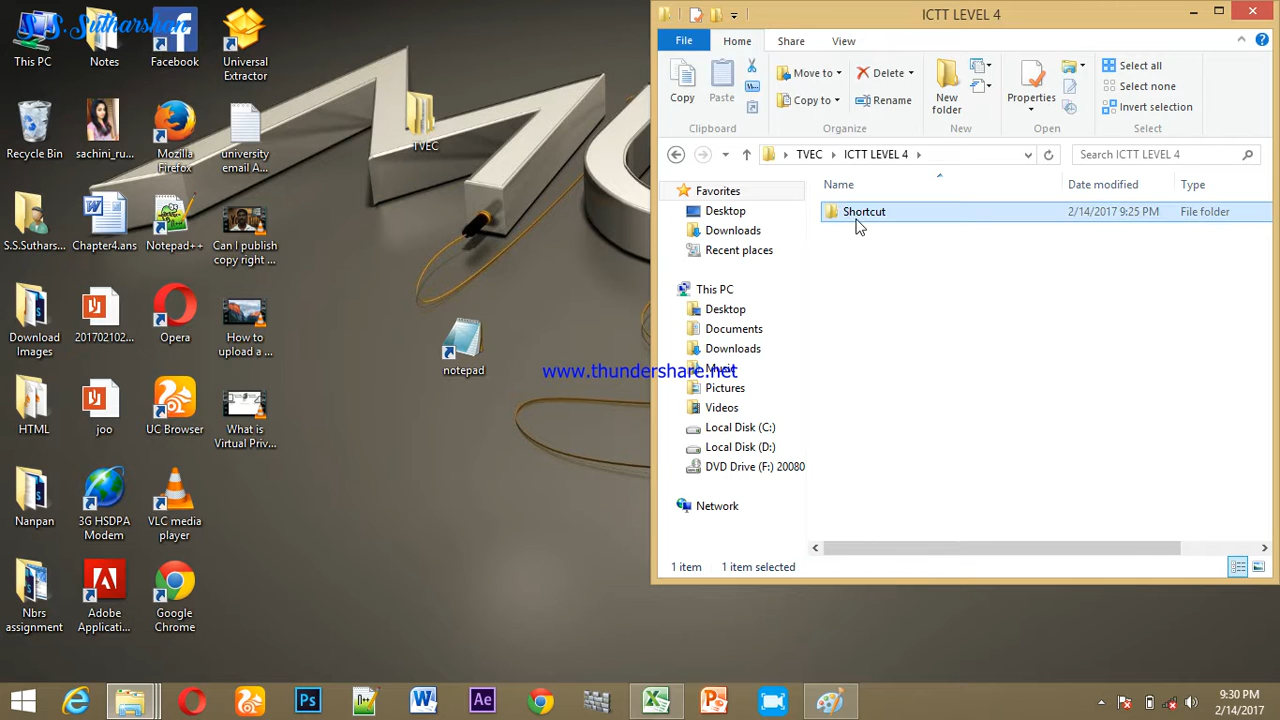 S.S.Sutharshan
This PC
Notes
Facebook
Universal
Extractor
Recycle Bin
sachini_ru...
Mozilla
Firefox
university
email A...
TVEC
S.S.Suthars...
Chapter4.ans
Notepad++
Can I publish
copy right ...
Download
Images
201702102...
Opera
How to
upload a ...
notepad
HTML
joo
UC Browser
What is
Virtual Priv...
Nanpan
3G HSDPA
Modem
VLC media
player
Nbrs
assignment
Adobe
Applicati...
Google
Chrome
www.thundershare.net
ICTT LEVEL 4
File Home Share View
Copy
Paste
Move to
Copy to
Delete
Rename
New
folder
Properties
Select all
Select none
Invert selection
Clipboard
Organize
New
Open
Select
TVEC ICTT LEVEL 4
Search ICTT LEVEL 4
Name Date modified Type
Shortcut 2/14/2017 9:25 PM File folder
Favorites
Desktop
Downloads
Recent places
This PC
Desktop
Documents
Downloads
Music
Pictures
Videos
Local Disk (C:)
Local Disk (D:)
DVD Drive (F:) 20080
Network
1 item 1 item selected
9:30 PM
2/14/2017